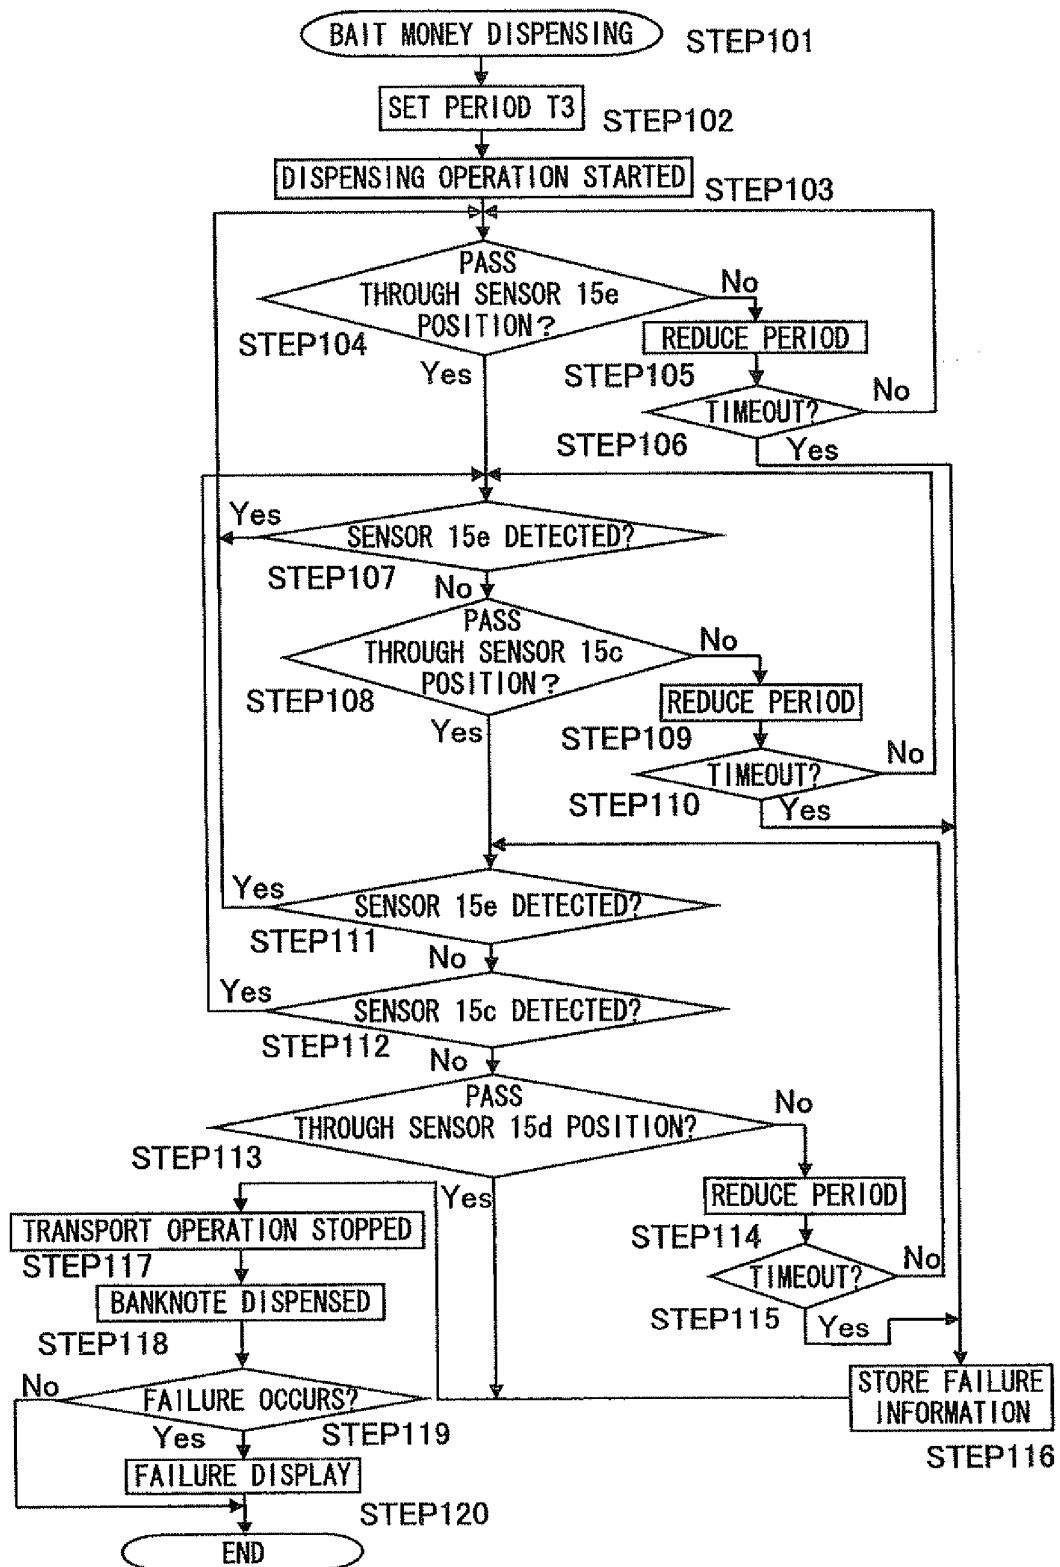 BAIT MONEY DISPENSING
STEP101
SET PERIOD T3
STEP102
DISPENSING OPERATION STARTED
STEP103
PASS
THROUGH SENSOR 15e
POSITION?
STEP104
No
Yes
REDUCE PERIOD
STEP105
TIMEOUT?
No
STEP106
Yes
Yes
SENSOR 15e DETECTED?
STEP107
No
PASS
THROUGH SENSOR 15c
POSITION?
STEP108
No
Yes
REDUCE PERIOD
STEP109
TIMEOUT?
No
STEP110
Yes
Yes
SENSOR 15e DETECTED?
STEP111
No
Yes
SENSOR 15c DETECTED?
STEP112
No
PASS
THROUGH SENSOR 15d POSITION?
STEP113
No
Yes
REDUCE PERIOD
STEP114
TIMEOUT?
No
STEP115
Yes
TRANSPORT OPERATION STOPPED
STEP117
BANKNOTE DISPENSED
STEP118
STORE FAILURE
INFORMATION
STEP116
No
FAILURE OCCURS?
Yes
STEP119
FAILURE DISPLAY
STEP120
END